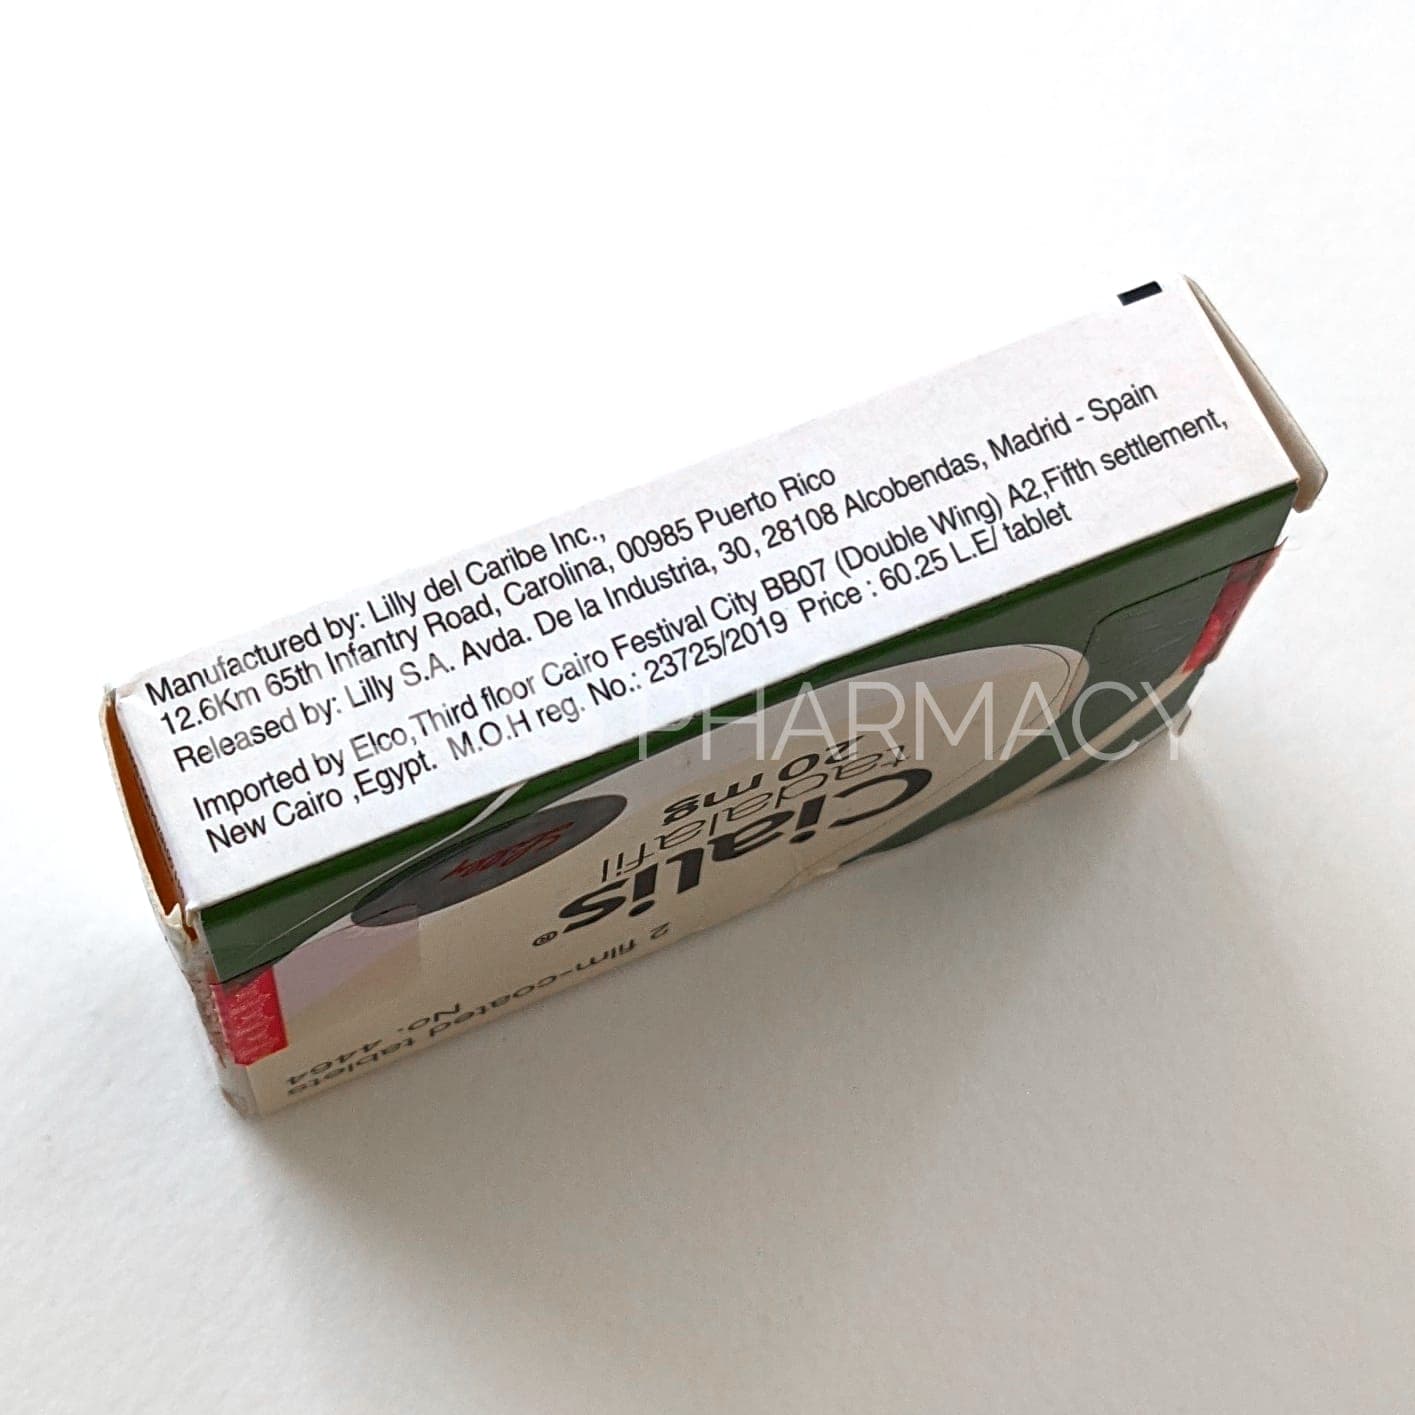 Manufactured by: Lilly del Caribe Inc.,
12.6Km 65th Infantry Road, Carolina, 00985 Puerto Rico
Released by: Lilly S.A. Avda. De la Industria, 30, 28108 Alcobendas, Madrid - Spain
Imported by Elco,Third floor Cairo Festival City BB07 (Double Wing) A2,Fifth settlement,
New Cairo ,Egypt. M.O.H reg. No.: 23725/2019 Price : 60.25 L.E/ tablet
PHARMACY
2 film-coated tablets
No. 4464
Cialis®
tadalafil
20 mg